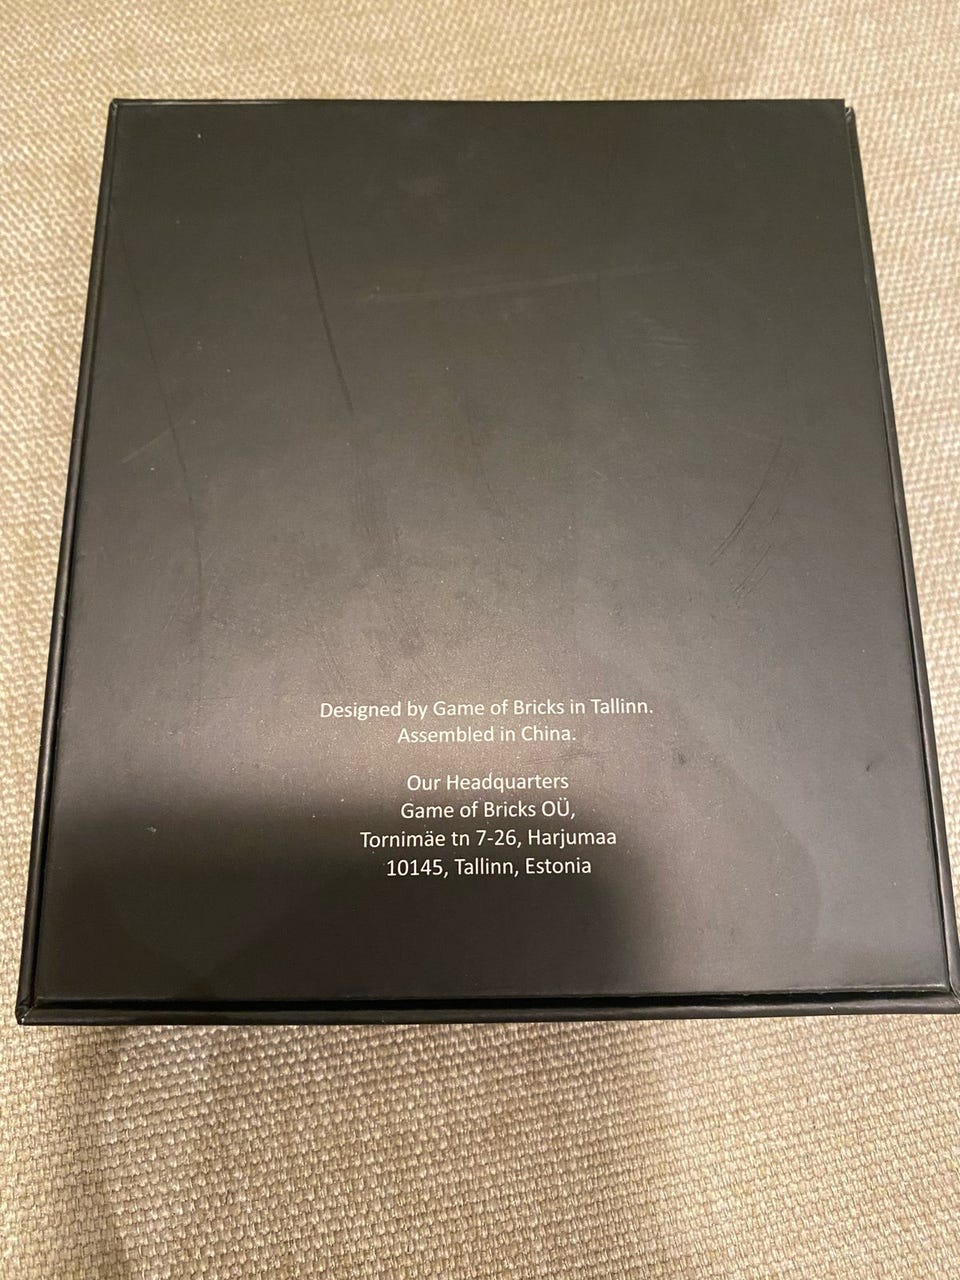 Designed by Game of Bricks in Tallinn.
Assembled in China.
Our Headquarters
Game of Bricks OÜ,
Tornimäe tn 7-26, Harjumaa
10145, Tallinn, Estonia